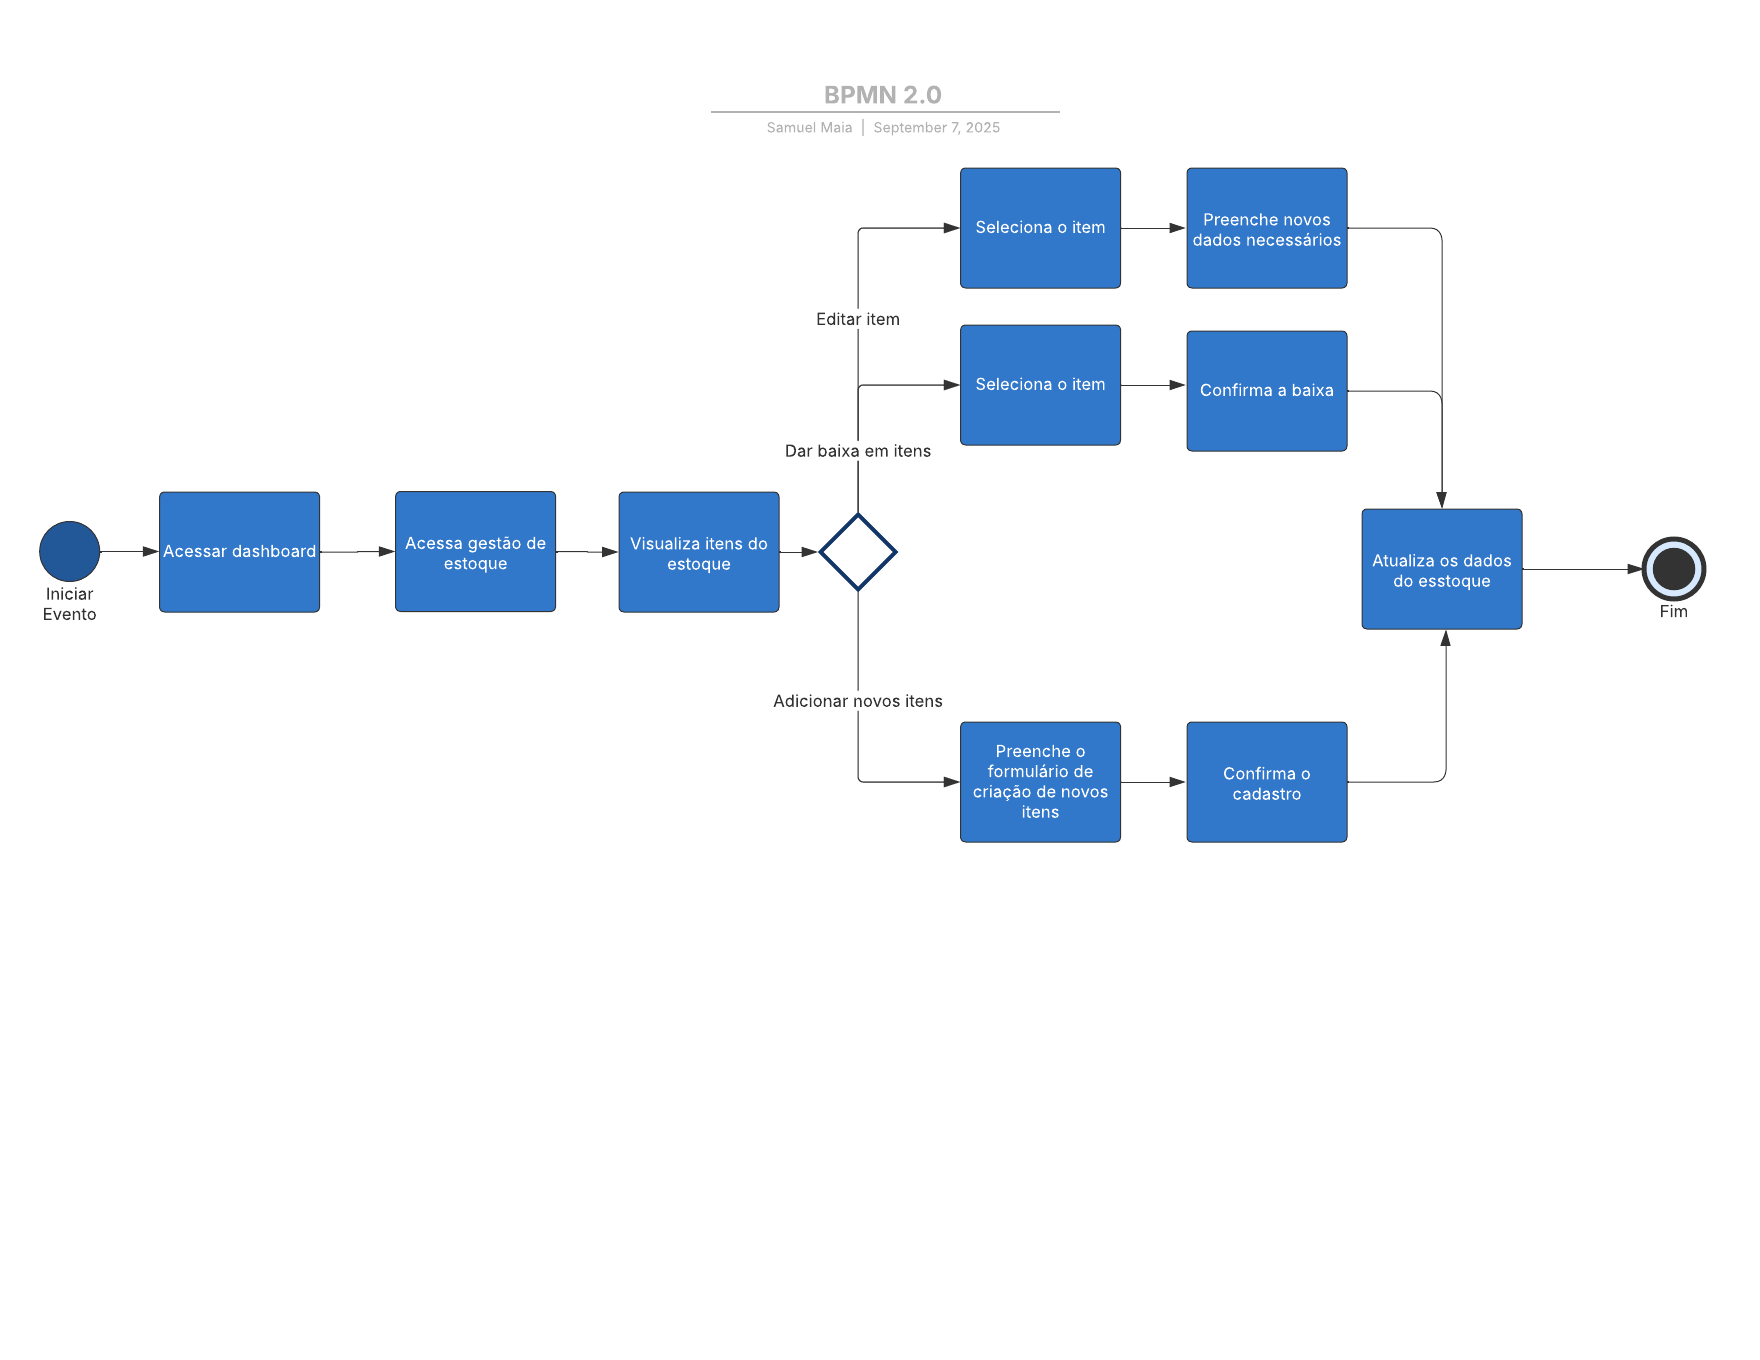 BPMN 2.0
Samuel Maia | September 7, 2025
Seleciona o item
Preenche novos
dados necessários
Editar item
Seleciona o item
Confirma a baixa
Dar baixa em itens
Iniciar
Evento
Acessar dashboard
Acessa gestão de
estoque
Visualiza itens do
estoque
Atualiza os dados
do esstoque
Fim
Adicionar novos itens
Preenche o
formulário de
criação de novos
itens
Confirma o
cadastro